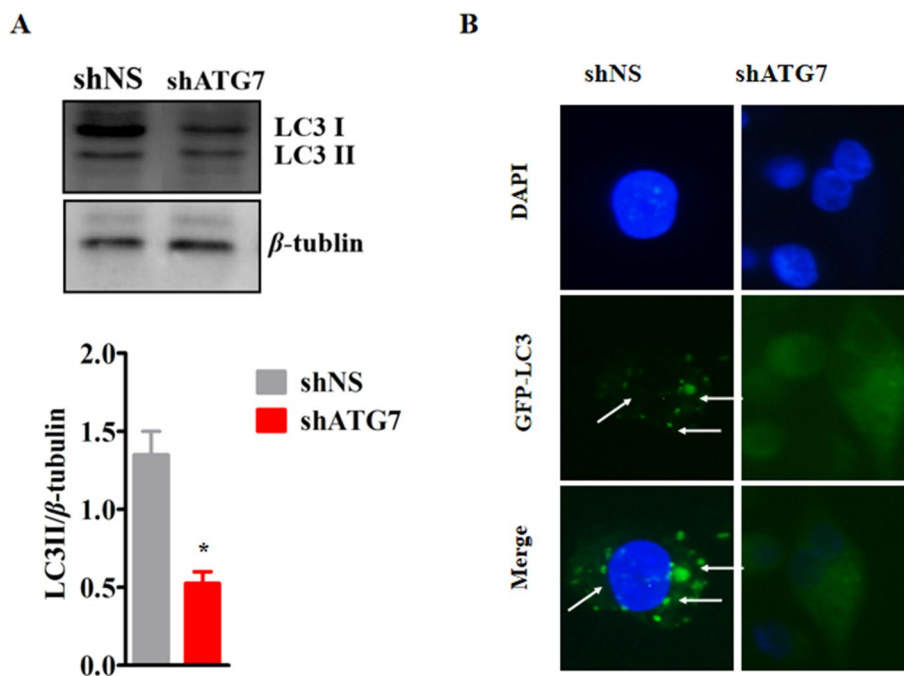 A
shNS shATG7
LC3 I
LC3 II
β-tublin
2.0
1.5
1.0
0.5
0.0
LC3II/β-tubulin
*
shNS
shATG7
B
shNS shATG7
DAPI
GFP-LC3
Merge